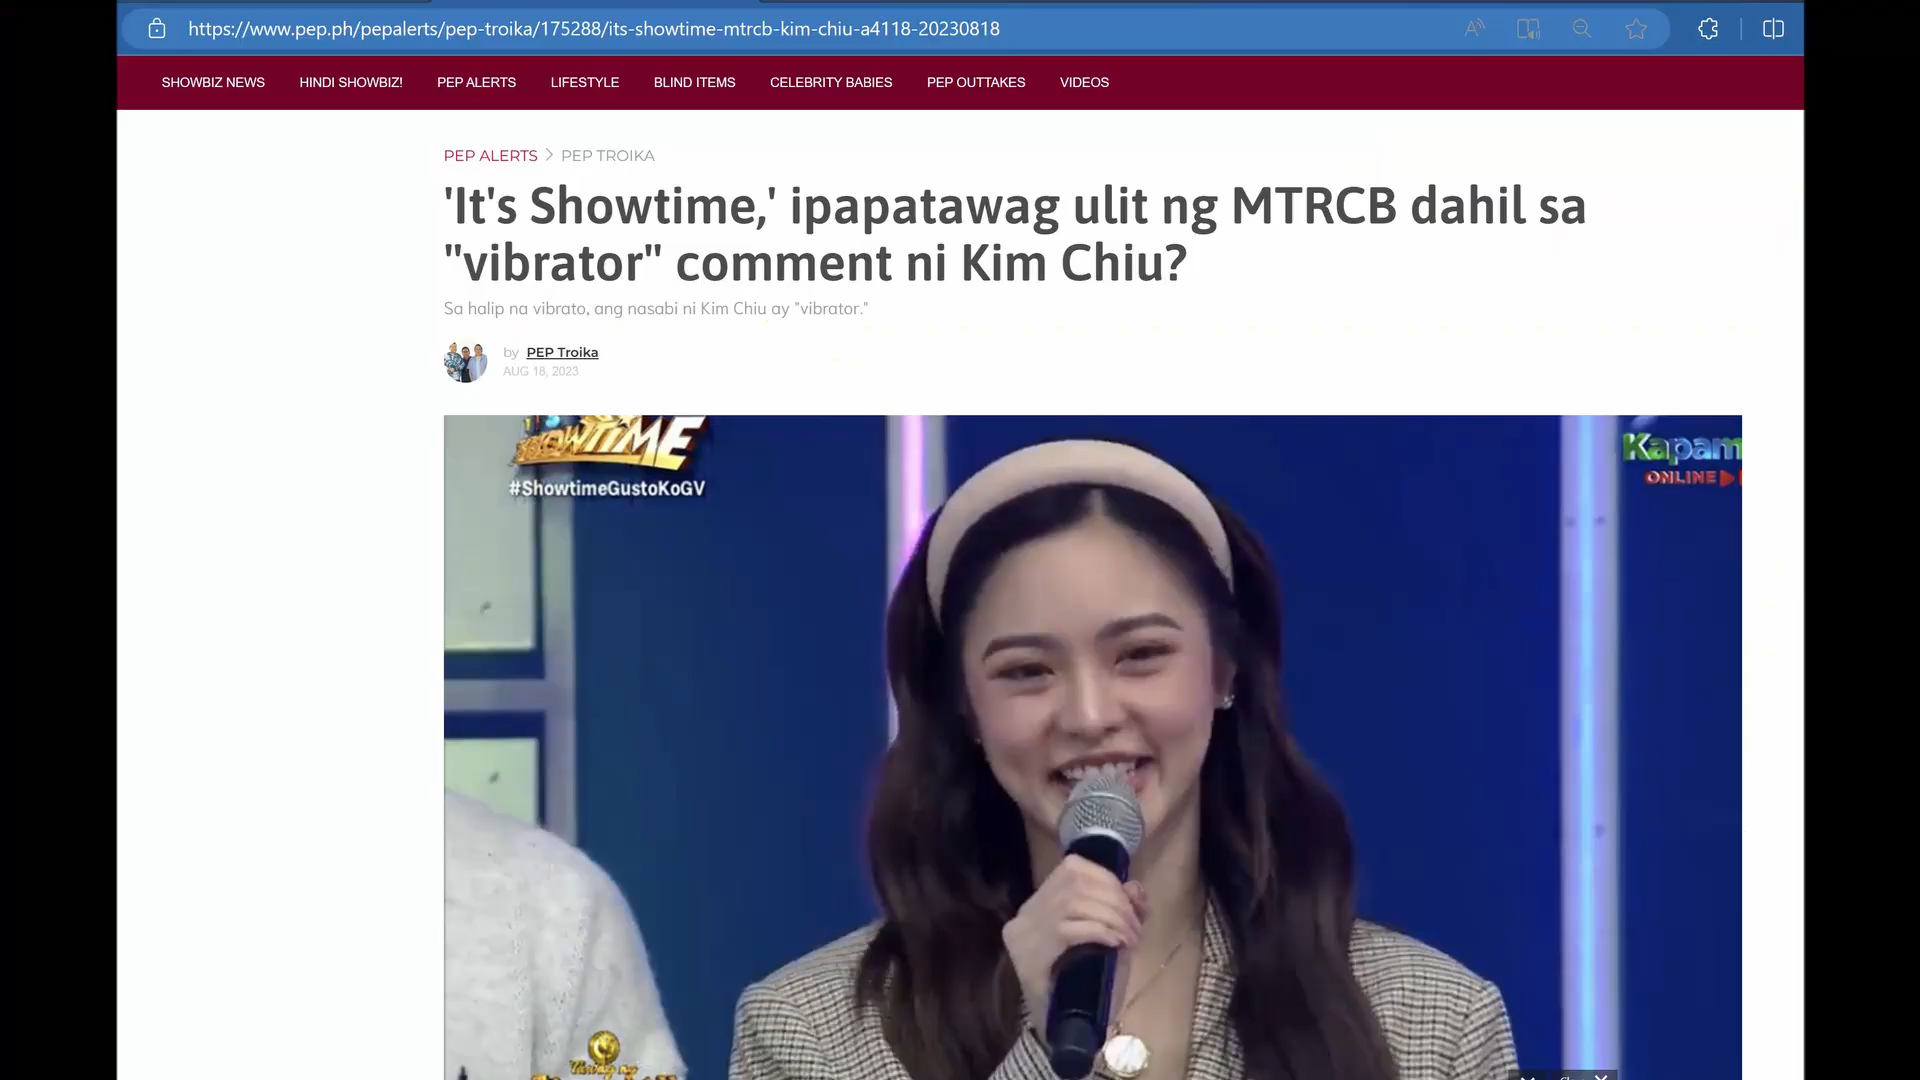 https://www.pep.ph/pepalerts/pep-troika/175288/its-showtime-mtrcb-kim-chiu-a4118-20230818
SHOWBIZ NEWS HINDI SHOWBIZ! PEP ALERTS LIFESTYLE BLIND ITEMS CELEBRITY BABIES PEP OUTTAKES VIDEOS
PEP ALERTS > PEP TROIKA
'It's Showtime,' ipapatawag ulit ng MTRCB dahil sa
"vibrator" comment ni Kim Chiu?
Sa halip na vibrato, ang nasabi ni Kim Chiu ay "vibrator."
by PEP Troika
AUG 18, 2023
SHOWTIME
#ShowtimeGustoKoGV
Kapam
ONLINE